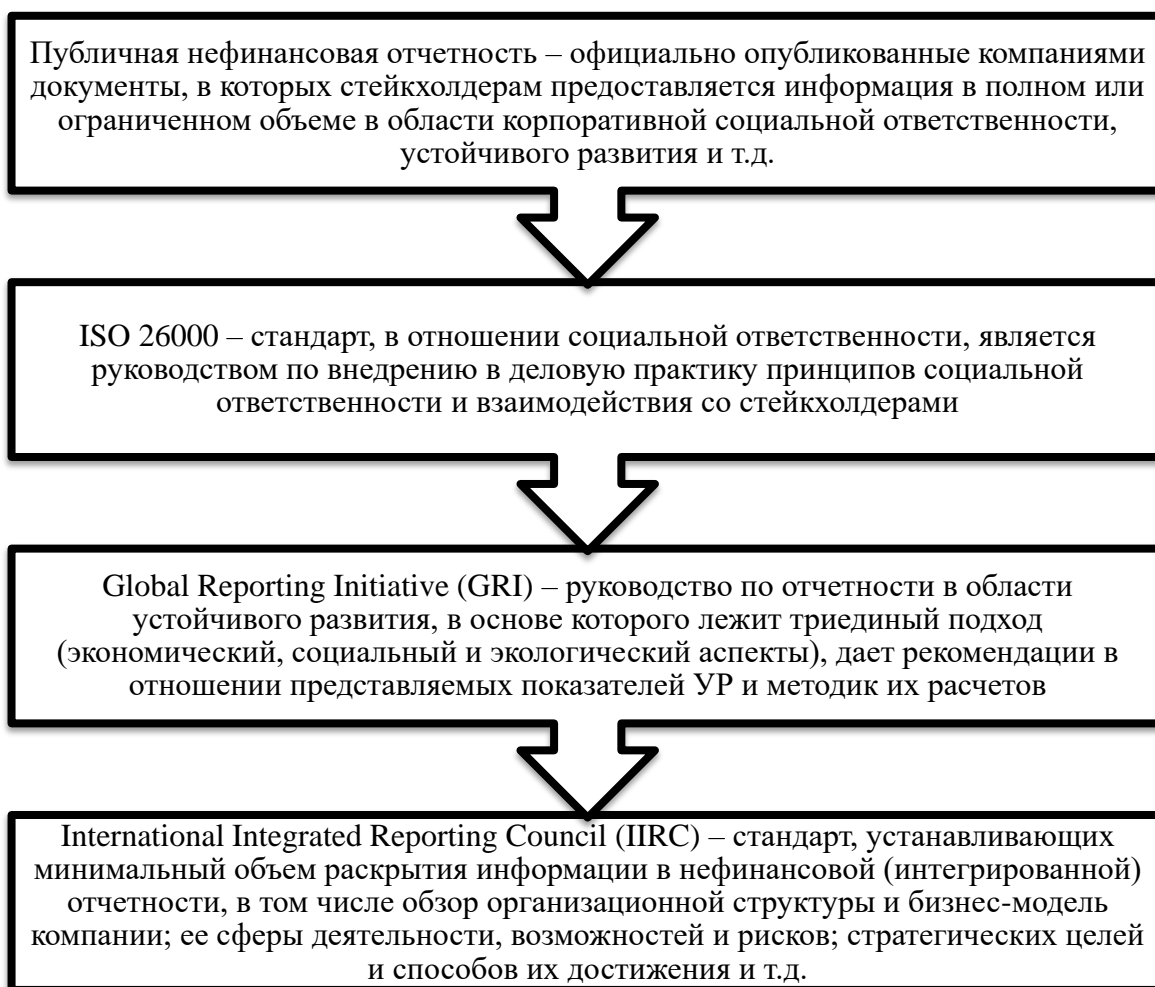 Публичная нефинансовая отчетность – официально опубликованные компаниями
документы, в которых стейкхолдерам предоставляется информация в полном или
ограниченном объеме в области корпоративной социальной ответственности,
устойчивого развития и т.д.
ISO 26000 – стандарт, в отношении социальной ответственности, является
руководством по внедрению в деловую практику принципов социальной
ответственности и взаимодействия со стейкхолдерами
Global Reporting Initiative (GRI) – руководство по отчетности в области
устойчивого развития, в основе которого лежит триединый подход
(экономический, социальный и экологический аспекты), дает рекомендации в
отношении представляемых показателей УР и методик их расчетов
International Integrated Reporting Council (IIRC) – стандарт, устанавливающих
минимальный объем раскрытия информации в нефинансовой (интегрированной)
отчетности, в том числе обзор организационной структуры и бизнес-модель
компании; ее сферы деятельности, возможностей и рисков; стратегических целей
и способов их достижения и т.д.